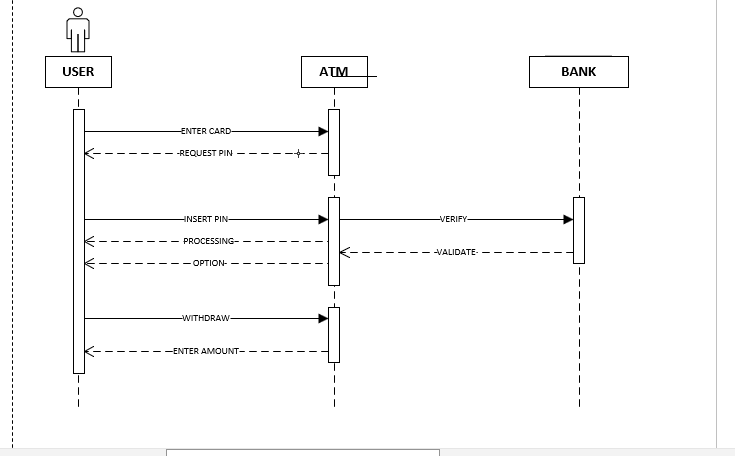 USER
ATM
BANK
ENTER CARD
REQUEST PIN
INSERT PIN
VERIFY
PROCESSING
VALIDATE
OPTION
WITHDRAW
ENTER AMOUNT